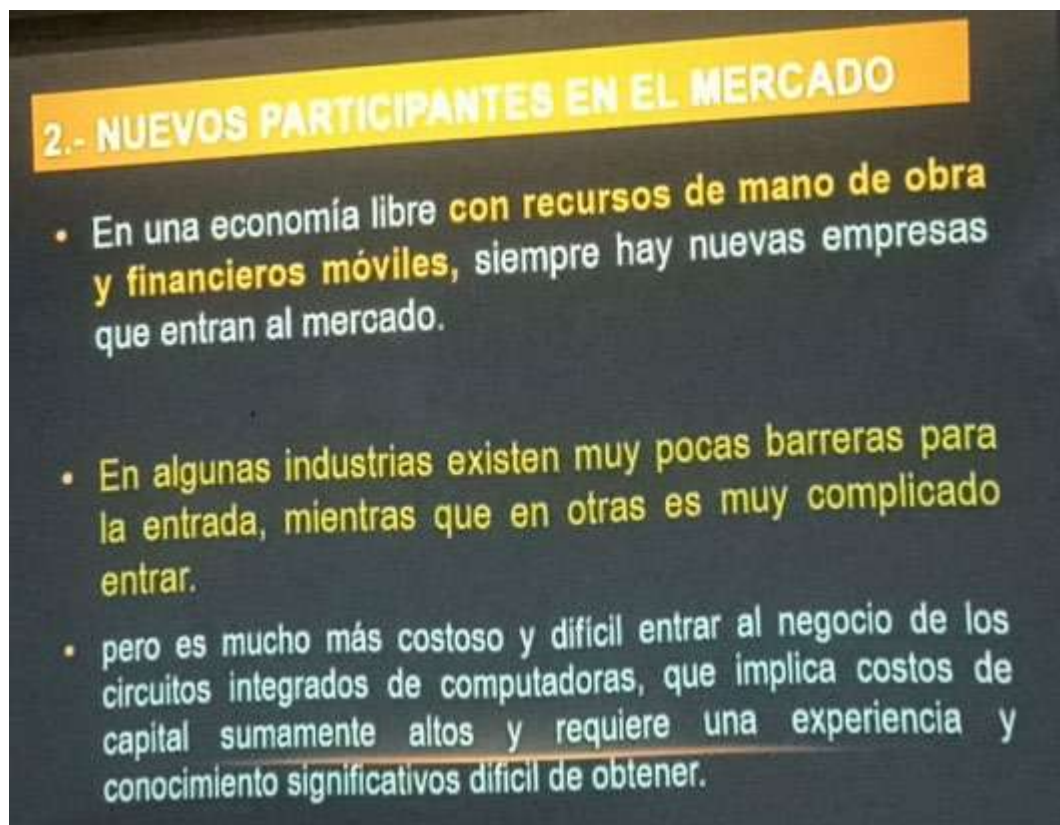 2.- NUEVOS PARTICIPANTES EN EL MERCADO
• En una economía libre con recursos de mano de obra
y financieros móviles, siempre hay nuevas empresas
que entran al mercado.
• En algunas industrias existen muy pocas barreras para
la entrada, mientras que en otras es muy complicado
entrar.
• pero es mucho más costoso y difícil entrar al negocio de los
circuitos integrados de computadoras, que implica costos de
capital sumamente altos y requiere una experiencia y
conocimiento significativos difícil de obtener.